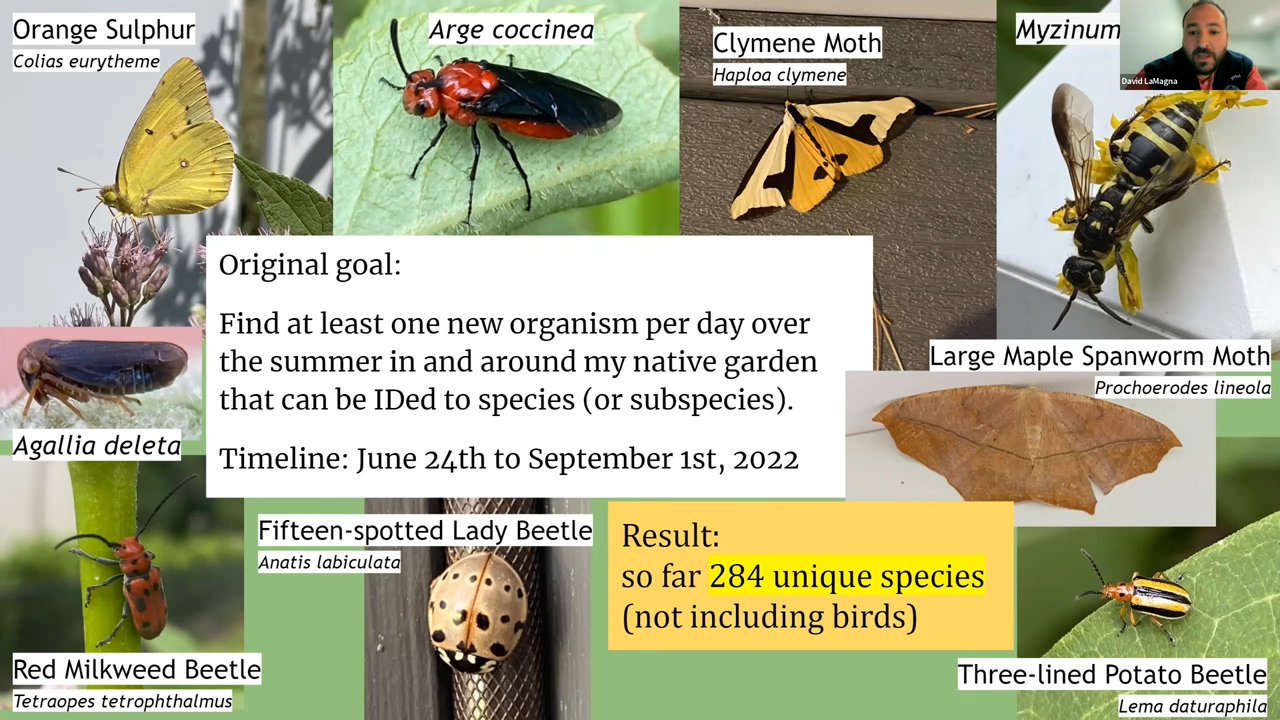 Orange Sulphur
Colias eurytheme
Arge coccinea
Clymene Moth
Haploa clymene
Myzinum
David LaMagna
Original goal:
Find at least one new organism per day over
the summer in and around my native garden
that can be IDed to species (or subspecies).
Timeline: June 24th to September 1st, 2022
Large Maple Spanworm Moth
Prochoerodes lineola
Agallia deleta
Fifteen-spotted Lady Beetle
Anatis labiculata
Result:
so far 284 unique species
(not including birds)
Red Milkweed Beetle
Tetraopes tetrophthalmus
Three-lined Potato Beetle
Lema daturaphila